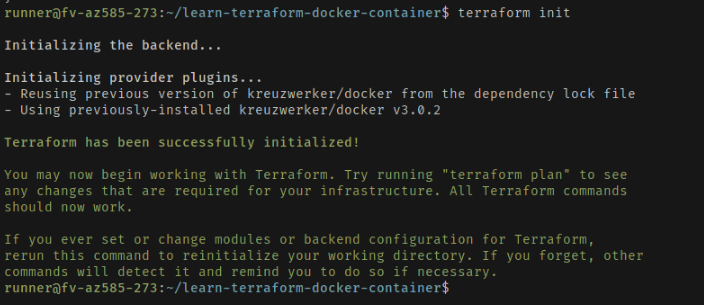 runner@fv-az585-273:~/learn-terraform-docker-container$ terraform init
Initializing the backend...
Initializing provider plugins...
- Reusing previous version of kreuzwerker/docker from the dependency lock file
- Using previously-installed kreuzwerker/docker v3.0.2
Terraform has been successfully initialized!
You may now begin working with Terraform. Try running "terraform plan" to see
any changes that are required for your infrastructure. All Terraform commands
should now work.
If you ever set or change modules or backend configuration for Terraform,
rerun this command to reinitialize your working directory. If you forget, other
commands will detect it and remind you to do so if necessary.
runner@fv-az585-273:~/learn-terraform-docker-container$